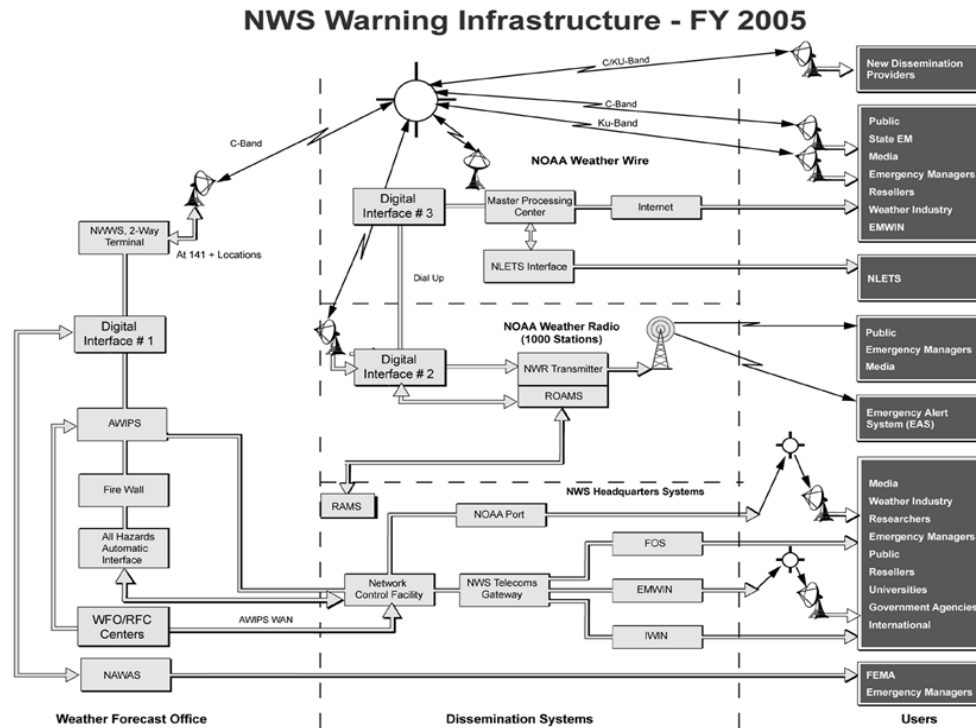 NWS Warning Infrastructure - FY 2005
C/KU-Band
New Dissemination
Providers
C-Band
Ku-Band
C-Band
Public
State EM
Media
Emergency Managers
Resellers
Weather Industry
EMWIN
NOAA Weather Wire
Digital
Interface # 3
Master Processing
Center
Internet
NWWS, 2-Way
Terminal
At 141 + Locations
NLETS Interface
NLETS
Dial Up
Digital
Interface # 1
NOAA Weather Radio
(1000 Stations)
Digital
Interface # 2
NWR Transmitter
ROAMS
Public
Emergency Managers
Media
Emergency Alert
System (EAS)
AWIPS
Fire Wall
All Hazards
Automatic
Interface
RAMS
NWS Headquarters Systems
NOAA Port
FOS
Network
Control Facility
NWS Telecoms
Gateway
EMWIN
IWIN
Media
Weather Industry
Researchers
Emergency Managers
Public
Resellers
Universities
Government Agencies
International
WFO/RFC
Centers
AWIPS WAN
NAWAS
FEMA
Emergency Managers
Weather Forecast Office
Dissemination Systems
Users